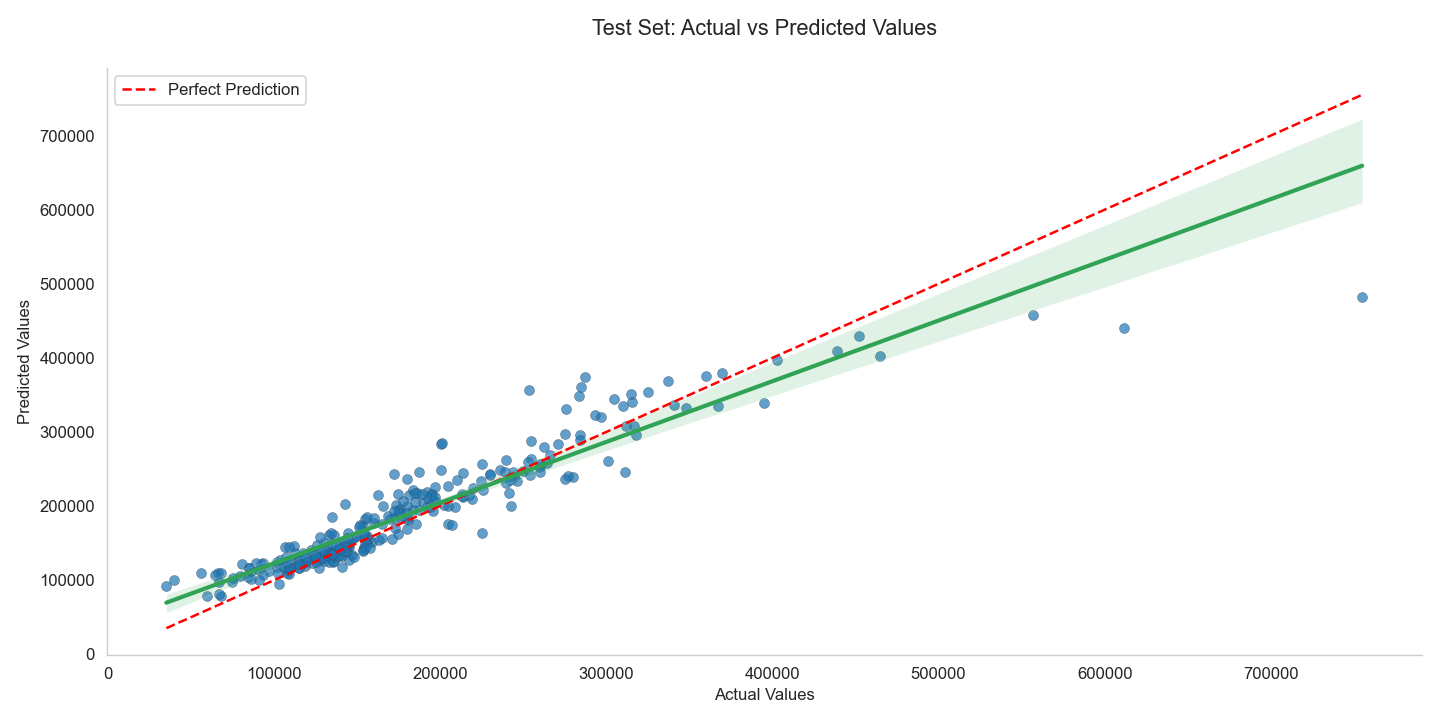 Test Set: Actual vs Predicted Values
Perfect Prediction
Predicted Values
700000
600000
500000
400000
300000
200000
100000
0
0 100000 200000 300000 400000 500000 600000 700000
Actual Values